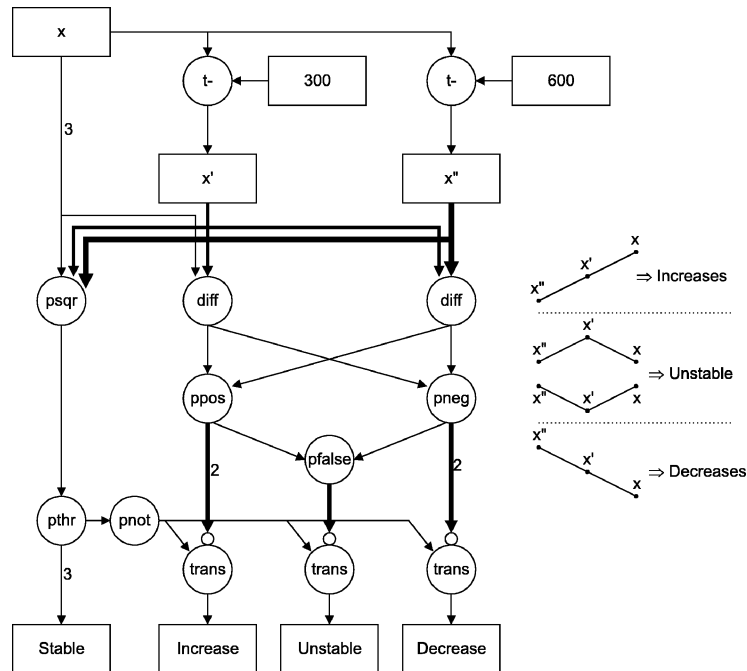 x
t-
300
t-
600
3
x'
x"
psqr
diff
diff
x
x'
x"
⇒ Increases
x'
x"
x
⇒ Unstable
x"
x'
x
ppos
pneg
pfalse
2
2
x"
x'
x
⇒ Decreases
pthr
pnot
3
trans
trans
trans
Stable
Increase
Unstable
Decrease